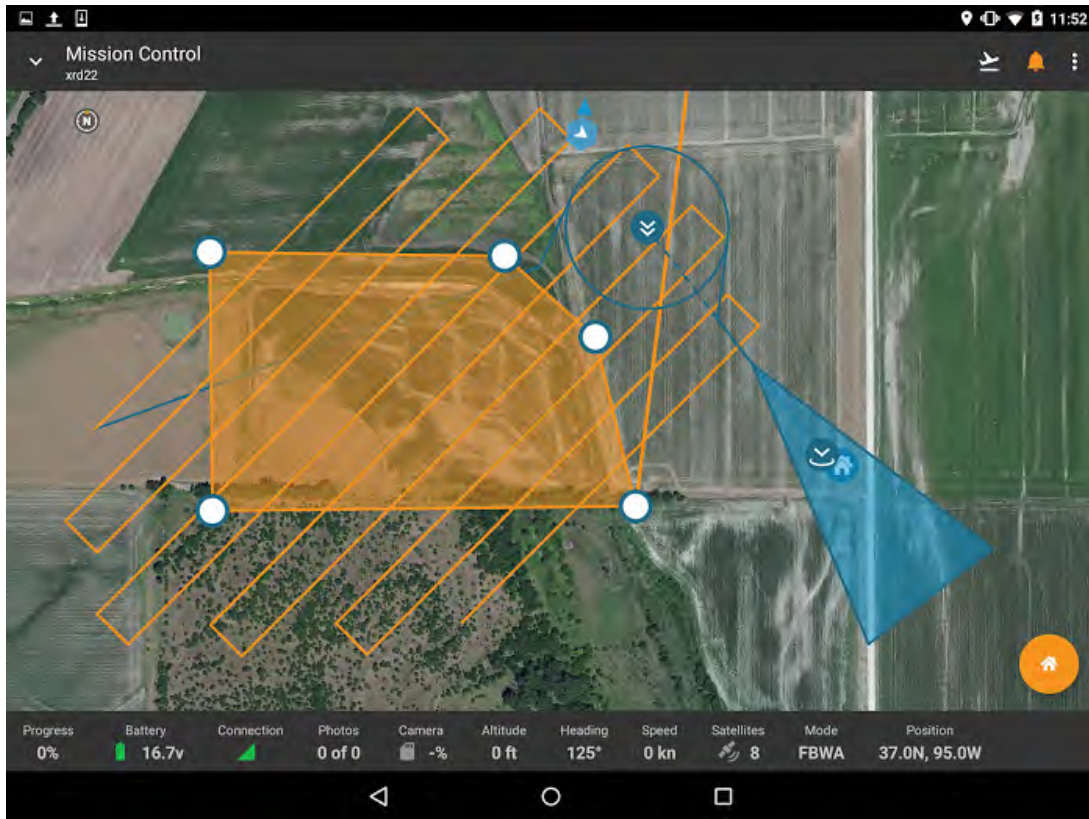 11:52
Mission Control
xrd22
N
Progress Battery Connection Photos Camera Altitude Heading Speed Satellites Mode Position
0% 16.7v 0 of 0 -% 0 ft 125° 0 kn 8 FBWA 37.0N, 95.0W